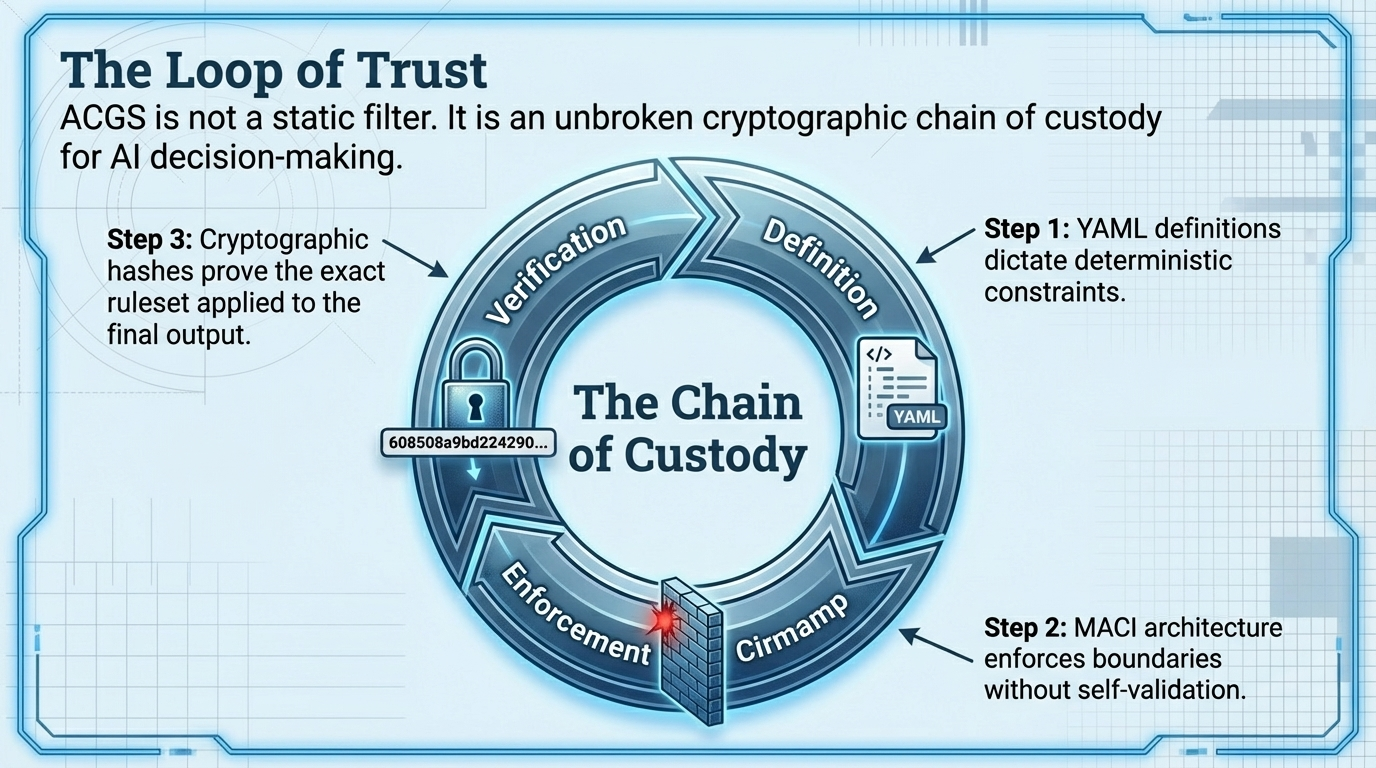 The Loop of Trust
ACGS is not a static filter. It is an unbroken cryptographic chain of custody
for AI decision-making.
Step 3: Cryptographic
hashes prove the exact
ruleset applied to the
final output.
Verification
Definition
Step 1: YAML definitions
dictate deterministic
constraints.
</>
YAML
608508a9bd224290...
The Chain
of Custody
Enforcement
Cirmamp
Step 2: MACI architecture
enforces boundaries
without self-validation.